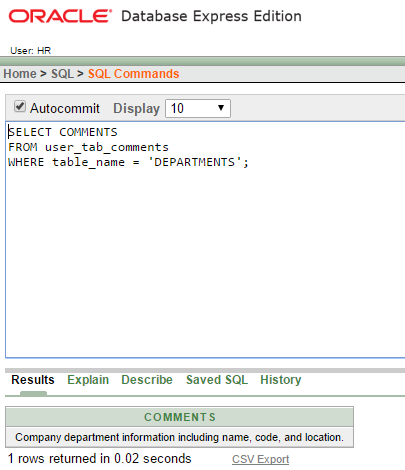 ORACLE® Database Express Edition
User: HR
Home > SQL > SQL Commands
Autocommit Display 10
SELECT COMMENTS
FROM user_tab_comments
WHERE table_name = 'DEPARTMENTS';
Results Explain Describe Saved SQL History
COMMENTS
Company department information including name, code, and location.
1 rows returned in 0.02 seconds CSV Export